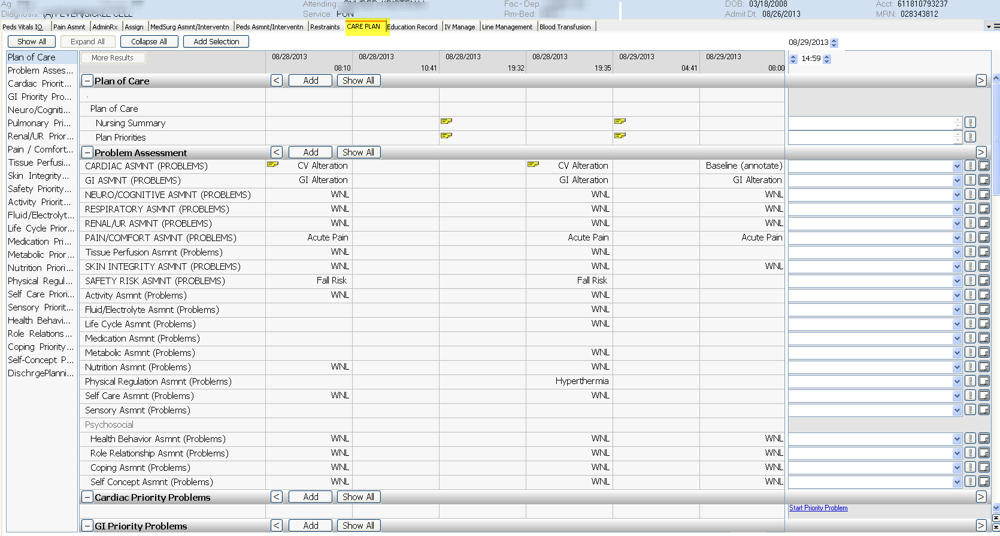 Ag Attending: Fac - Dep DOB: 03/18/2008 Acct: 611810793237
Diagnosis: (A) FEVER/SICKLE CELL Service: PON Rm-Bed: Admit Dt: 08/26/2013 MRN: 028343812
Peds Vitals IO Pain Asmnt AdminRx Assign MedSurg Asmnt/Interventn Peds Asmnt/Interventn Restraints CARE PLAN Education Record IV Manage Line Management Blood Transfusion
Show All Expand All Collapse All Add Selection 08/29/2013
14:59
Plan of Care
Problem Asses...
Cardiac Priorit...
GI Priority Pro...
Neuro/Cogniti...
Pulmonary Pri...
Renal/UR Prior...
Pain / Comfort...
Tissue Perfusi...
Skin Integrity...
Safety Priority...
Activity Priorit...
Fluid/Electrolyt...
Life Cycle Prior...
Medication Pri...
Metabolic Prior...
Nutrition Priori...
Physical Regul...
Self Care Priori...
Sensory Priorit...
Health Behavi...
Role Relations...
Coping Priority...
Self-Concept P...
DischrgePlanni...
More Results 08/28/2013 08/28/2013 08/28/2013 08/28/2013 08/29/2013 08/29/2013
08:10 10:41 19:32 19:35 04:41 08:00
− Plan of Care < Add Show All >
.
Plan of Care
Nursing Summary
Plan Priorities
− Problem Assessment < Add Show All >
CARDIAC ASMNT (PROBLEMS) CV Alteration CV Alteration Baseline (annotate)
GI ASMNT (PROBLEMS) GI Alteration GI Alteration GI Alteration
NEURO/COGNITIVE ASMNT (PROBLEMS) WNL WNL WNL
RESPIRATORY ASMNT (PROBLEMS) WNL WNL WNL
RENAL/UR ASMNT (PROBLEMS) WNL WNL WNL
PAIN/COMFORT ASMNT (PROBLEMS) Acute Pain Acute Pain Acute Pain
Tissue Perfusion Asmnt (Problems) WNL WNL
SKIN INTEGRITY ASMNT (PROBLEMS) WNL WNL WNL
SAFETY RISK ASMNT (PROBLEMS) Fall Risk Fall Risk
Activity Asmnt (Problems) WNL WNL
Fluid/Electrolyte Asmnt (Problems) WNL
Life Cycle Asmnt (Problems) WNL
Medication Asmnt (Problems)
Metabolic Asmnt (Problems) WNL
Nutrition Asmnt (Problems) WNL WNL
Physical Regulation Asmnt (Problems) Hyperthermia
Self Care Asmnt (Problems) WNL WNL
Sensory Asmnt (Problems)
Psychosocial
Health Behavior Asmnt (Problems) WNL WNL WNL
Role Relationship Asmnt (Problems) WNL WNL WNL
Coping Asmnt (Problems) WNL WNL WNL
Self Concept Asmnt (Problems) WNL WNL WNL
− Cardiac Priority Problems < Add Show All >
Start Priority Problem
− GI Priority Problems < Add Show All >